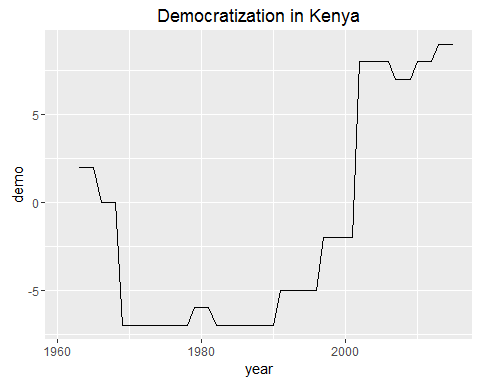 Democratization in Kenya
5
0
-5
demo
1960
1980
2000
year